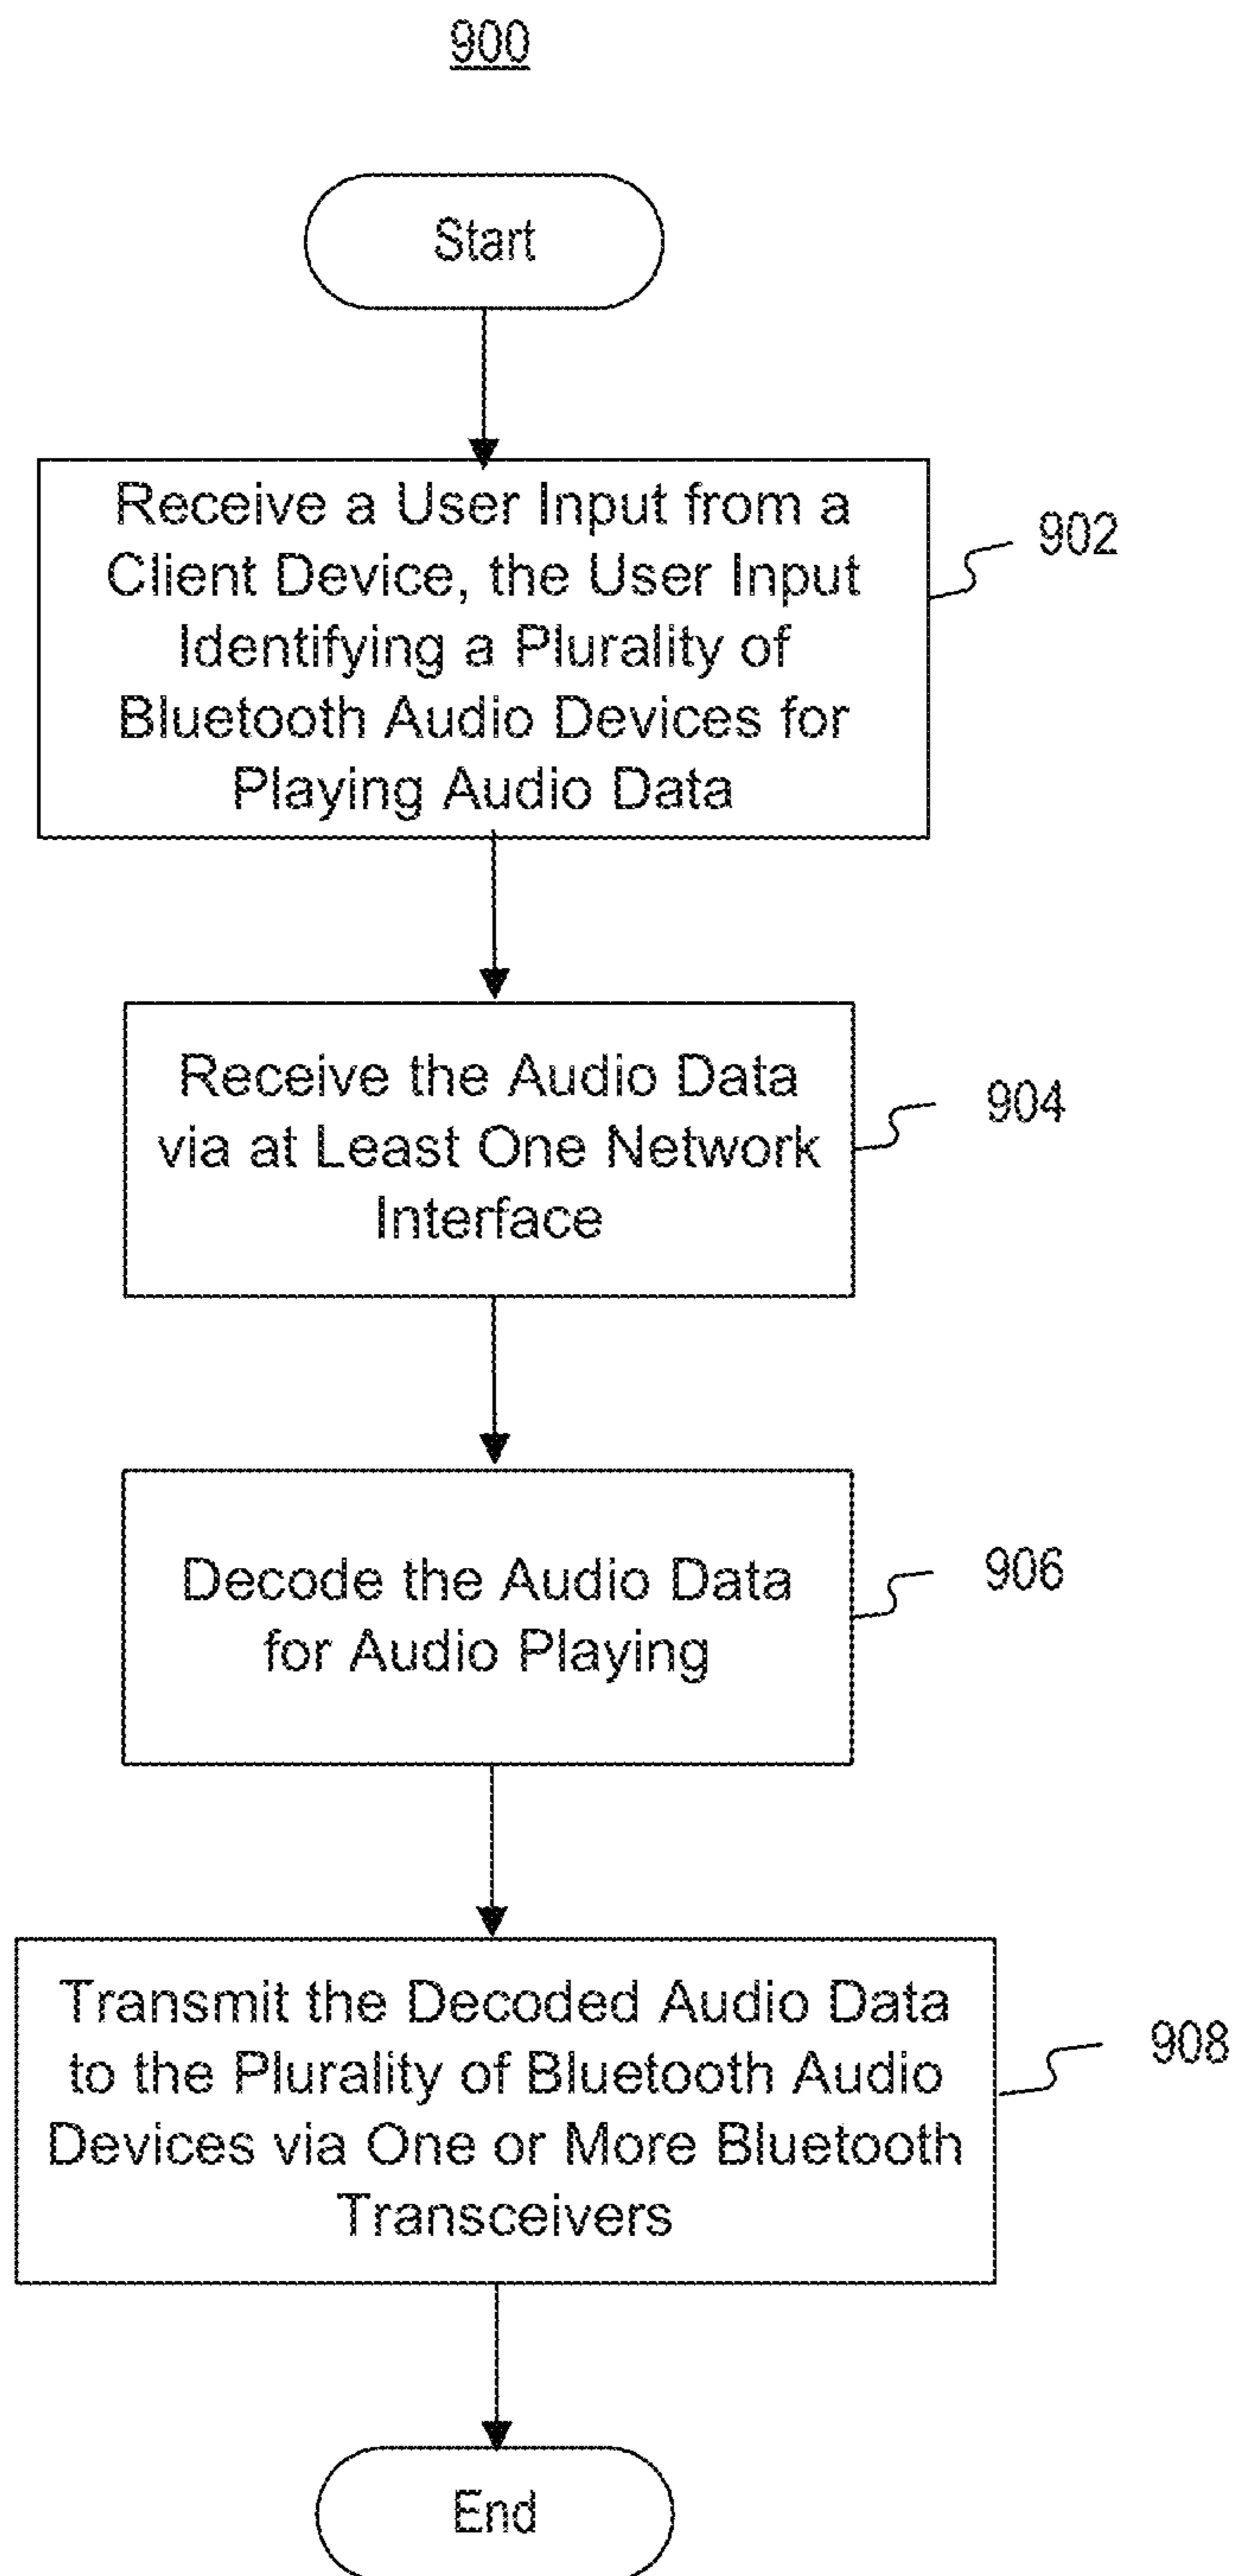 900
Start
Receive a User Input from a
Client Device, the User Input
Identifying a Plurality of
Bluetooth Audio Devices for
Playing Audio Data
902
Receive the Audio Data
via at Least One Network
Interface
904
Decode the Audio Data
for Audio Playing
906
Transmit the Decoded Audio Data
to the Plurality of Bluetooth Audio
Devices via One or More Bluetooth
Transceivers
908
End